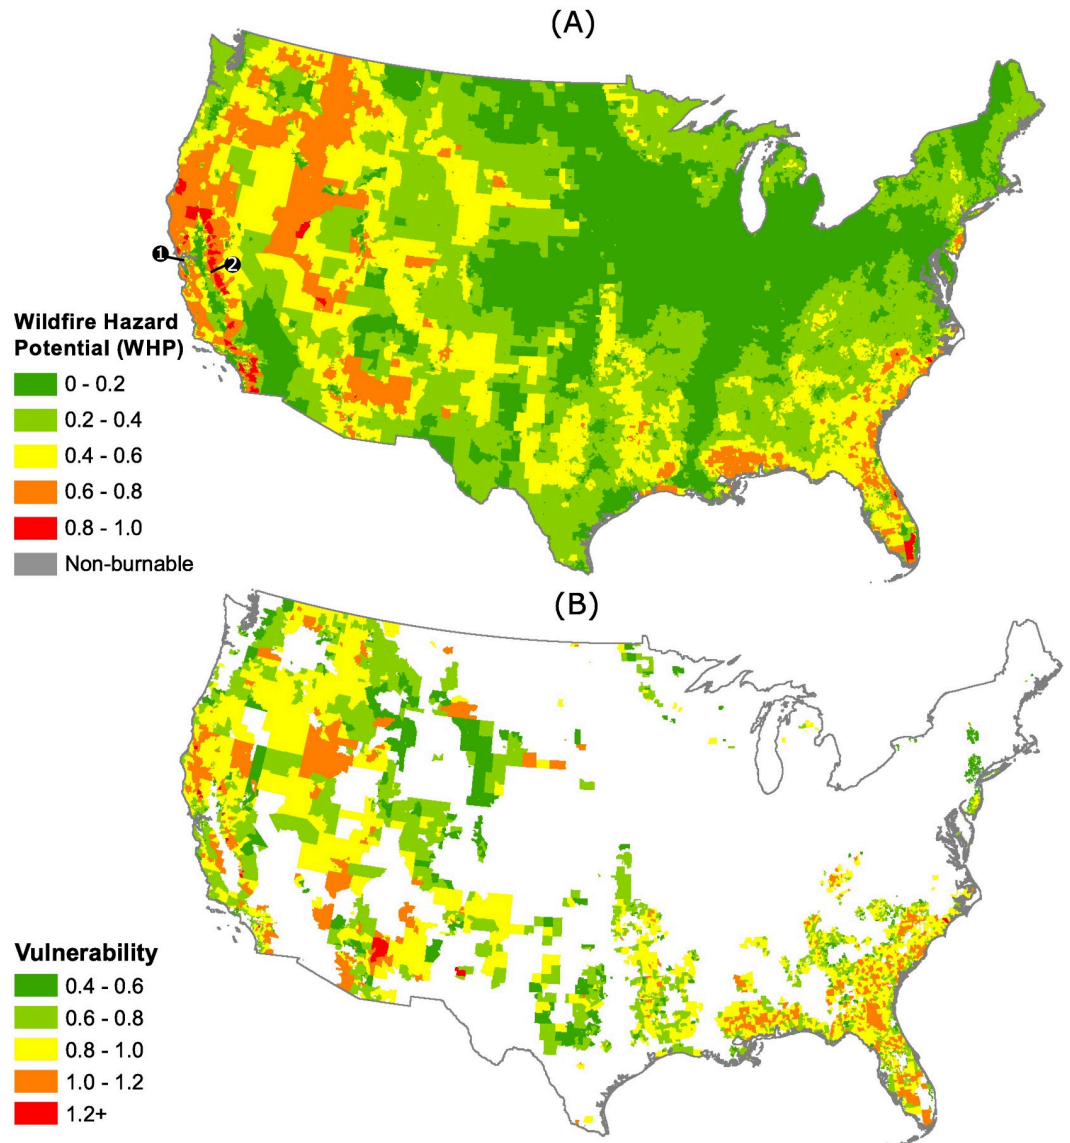 (A)
1
2
Wildfire Hazard
Potential (WHP)
0 - 0.2
0.2 - 0.4
0.4 - 0.6
0.6 - 0.8
0.8 - 1.0
Non-burnable
(B)
Vulnerability
0.4 - 0.6
0.6 - 0.8
0.8 - 1.0
1.0 - 1.2
1.2+